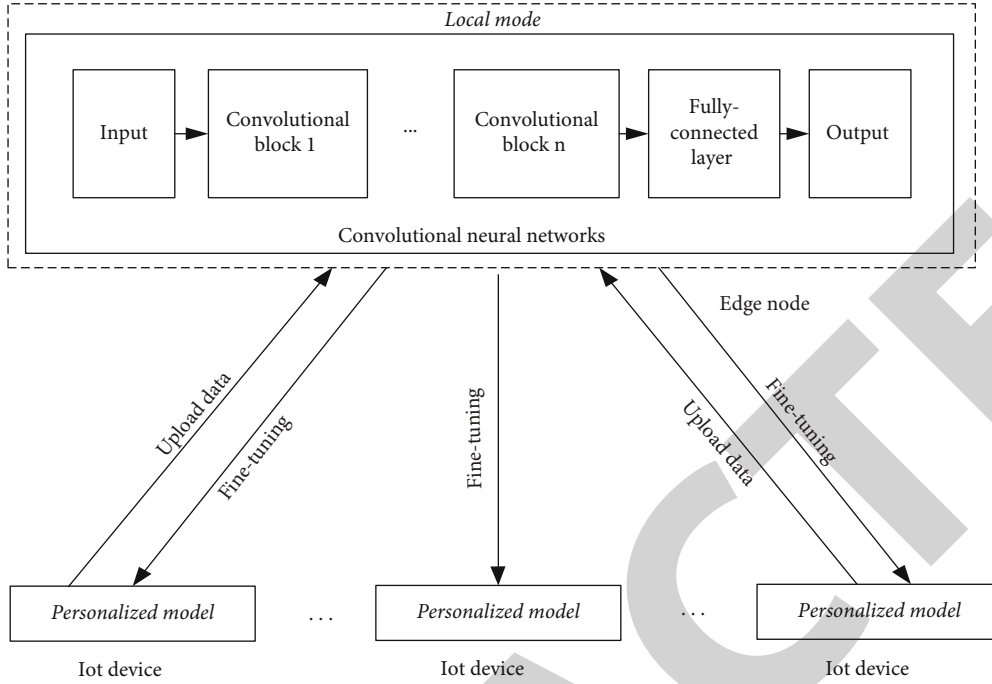 Local mode
Input
Convolutional
block 1
...
Convolutional
block n
Fully-
connected
layer
Output
Convolutional neural networks
Edge node
Upload data
Fine-tuning
Fine-tuning
Upload data
Fine-tuning
Personalized model
...
Personalized model
...
Personalized model
Iot device
Iot device
Iot device